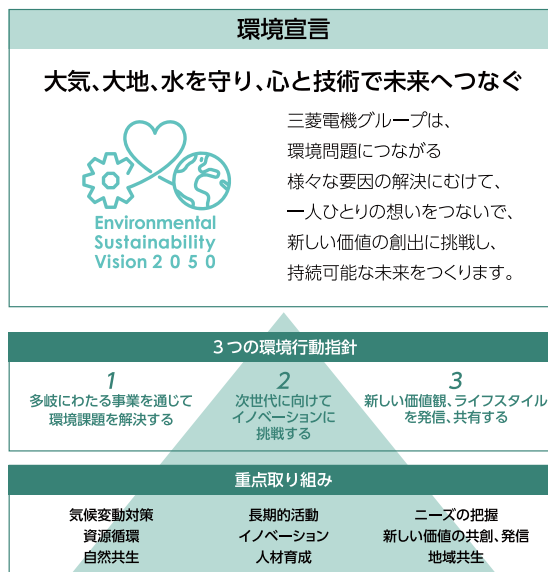 環境宣言
大気、大地、水を守り、心と技術で未来へつなぐ
Environmental
Sustainability
Vision 2050
三菱電機グループは、
環境問題につながる
様々な要因の解決にむけて、
一人ひとりの想いをつないで、
新しい価値の創出に挑戦し、
持続可能な未来をつくります。
3つの環境行動指針
1
多岐にわたる事業を通じて
環境課題を解決する
2
次世代に向けて
イノベーションに
挑戦する
3
新しい価値観、ライフスタイル
を発信、共有する
重点取り組み
気候変動対策
資源循環
自然共生
長期的活動
イノベーション
人材育成
ニーズの把握
新しい価値の共創、発信
地域共生